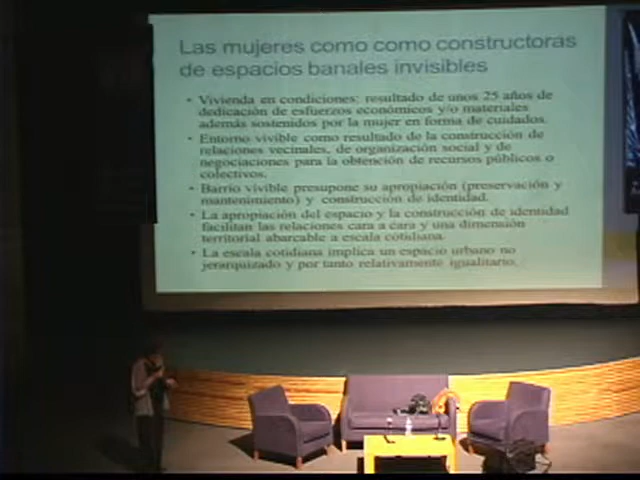 Las mujeres como como constructoras
de espacios banales invisibles
• Vivienda en condiciones: resultado de unos 25 años de
dedicación de esfuerzos económicos y/o materiales
además sostenidos por la mujer en forma de cuidados.
• Entorno vivible como resultado de la construcción de
relaciones vecinales, de organización social y de
negociaciones para la obtención de recursos públicos o
colectivos.
• Barrio vivible presupone su apropiación (preservación y
mantenimiento) y construcción de identidad.
• La apropiación del espacio y la construcción de identidad
facilitan las relaciones cara a cara y una dimensión
territorial abarcable a escala cotidiana.
• La escala cotidiana implica un espacio urbano no
jerarquizado y por tanto relativamente igualitario.